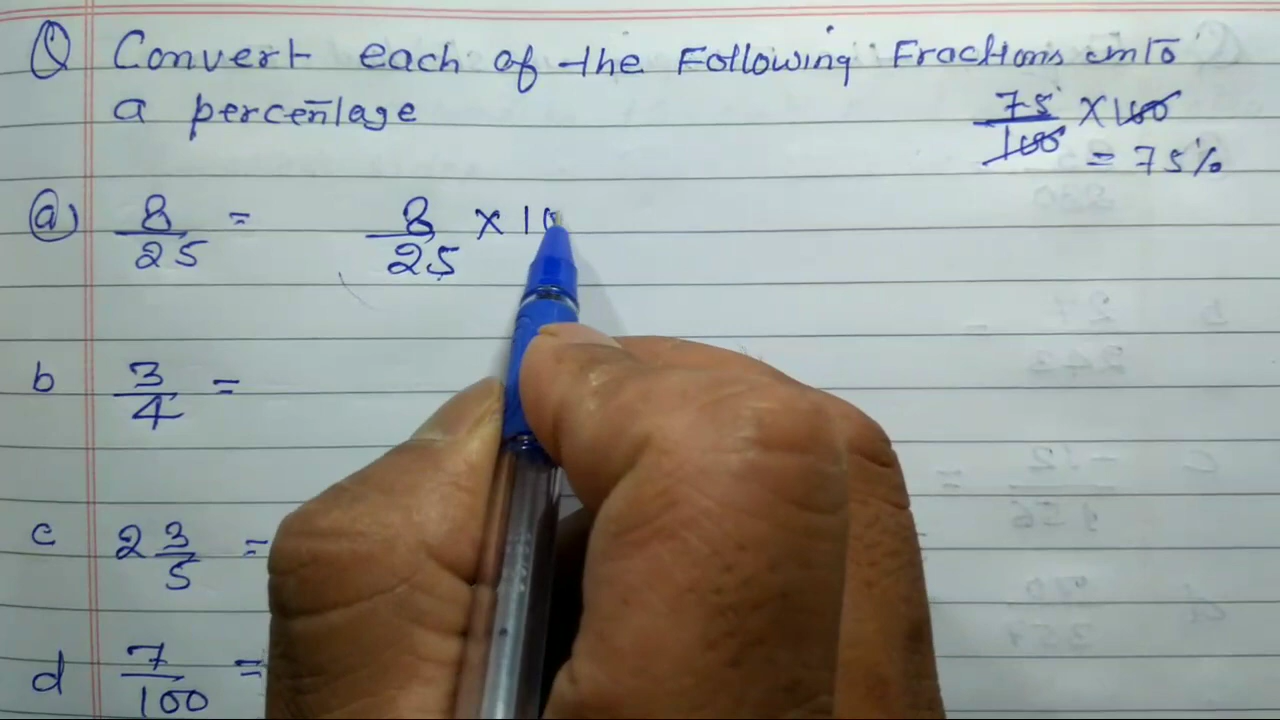 Q Convert each of the Following Fractions into
a percentage
75/100 × 100
= 75%
a) 8/25 = 8/25 × 10
b 3/4 =
c 2 3/5 =
d 7/100 =